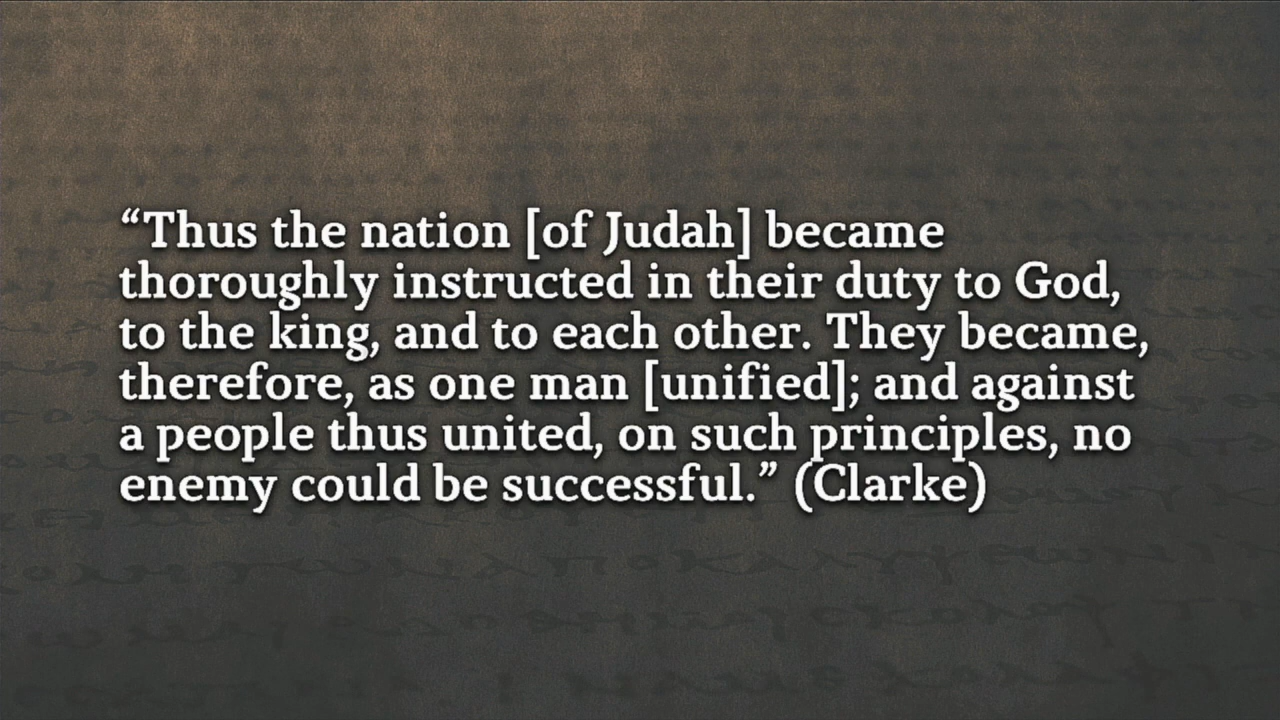 “Thus the nation [of Judah] became
thoroughly instructed in their duty to God,
to the king, and to each other. They became,
therefore, as one man [unified]; and against
a people thus united, on such principles, no
enemy could be successful.” (Clarke)